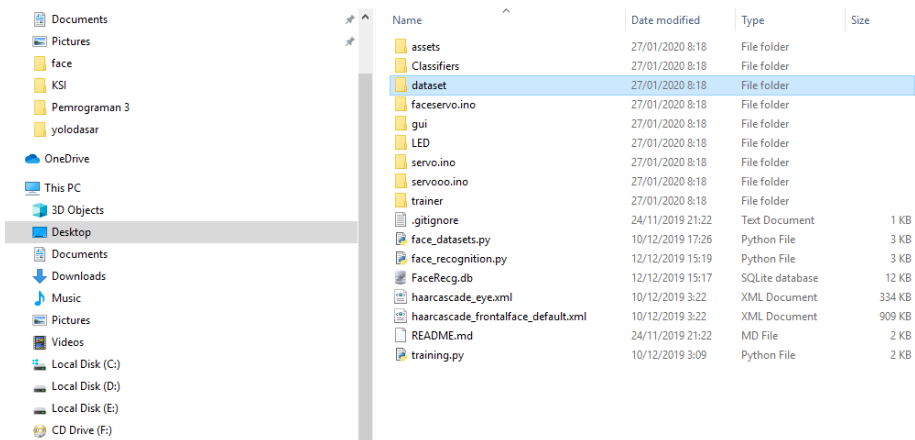 Documents
Pictures
face
KSI
Pemrograman 3
yolodasar
OneDrive
This PC
3D Objects
Desktop
Documents
Downloads
Music
Pictures
Videos
Local Disk (C:)
Local Disk (D:)
Local Disk (E:)
CD Drive (F:)
Name Date modified Type Size
assets 27/01/2020 8:18 File folder
Classifiers 27/01/2020 8:18 File folder
dataset 27/01/2020 8:18 File folder
faceservo.ino 27/01/2020 8:18 File folder
gui 27/01/2020 8:18 File folder
LED 27/01/2020 8:18 File folder
servo.ino 27/01/2020 8:18 File folder
servooo.ino 27/01/2020 8:18 File folder
trainer 27/01/2020 8:18 File folder
.gitignore 24/11/2019 21:22 Text Document 1 KB
face_datasets.py 10/12/2019 17:26 Python File 3 KB
face_recognition.py 12/12/2019 15:19 Python File 3 KB
FaceRecg.db 12/12/2019 15:17 SQLite database 12 KB
haarcascade_eye.xml 10/12/2019 3:22 XML Document 334 KB
haarcascade_frontalface_default.xml 10/12/2019 3:22 XML Document 909 KB
README.md 24/11/2019 21:22 MD File 2 KB
training.py 10/12/2019 3:09 Python File 2 KB